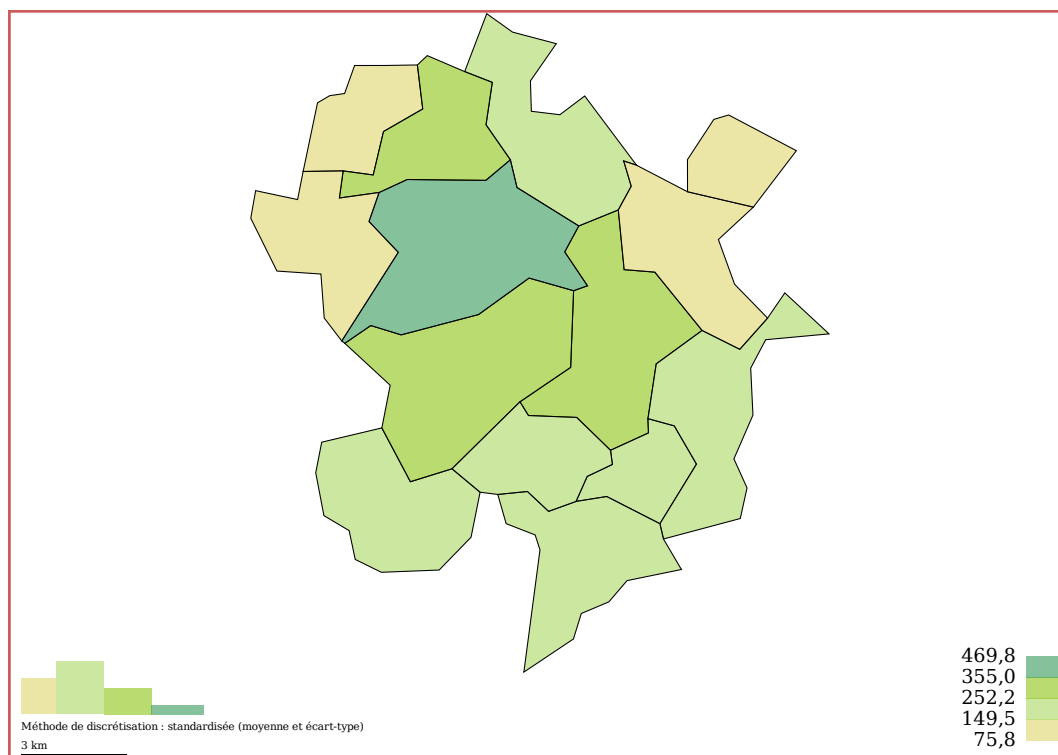 469,8
355,0
252,2
149,5
75,8
Méthode de discrétisation : standardisée (moyenne et écart-type)
3 km